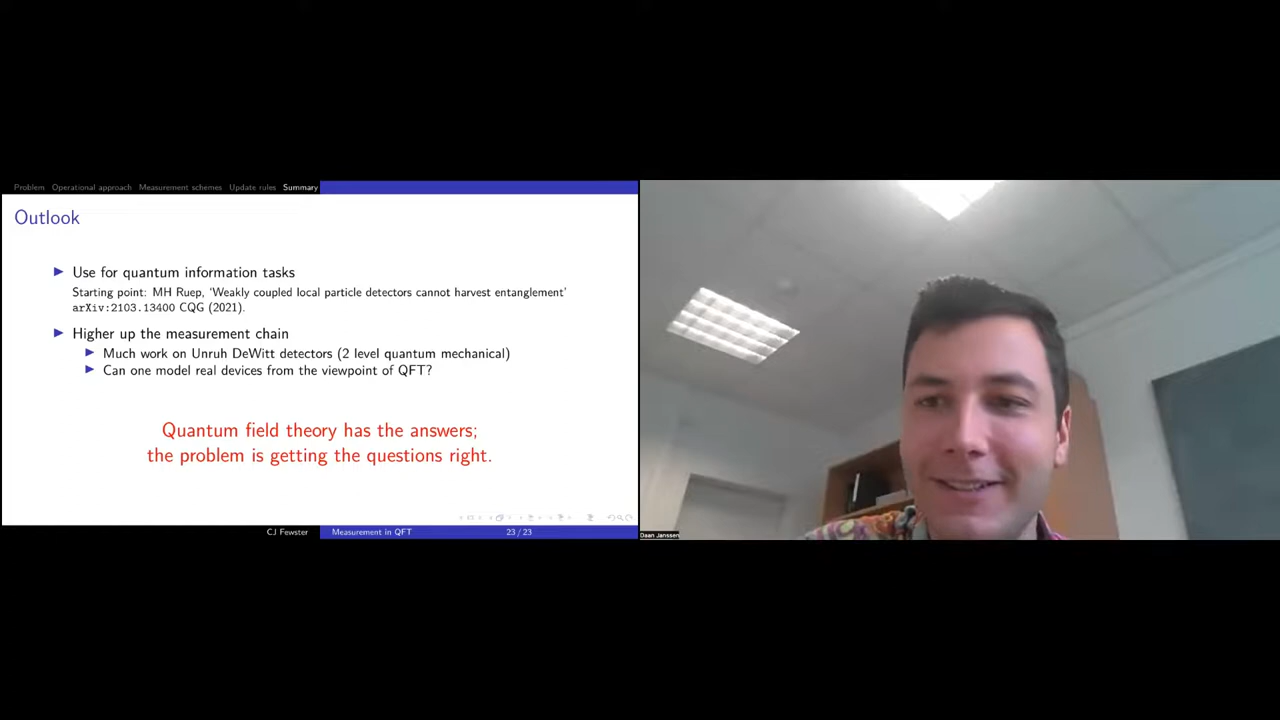 Problem Operational approach Measurement schemes Update rules Summary
Outlook
Use for quantum information tasks
Starting point: MH Ruep, 'Weakly coupled local particle detectors cannot harvest entanglement'
arXiv:2103.13400 CQG (2021).
Higher up the measurement chain
Much work on Unruh DeWitt detectors (2 level quantum mechanical)
Can one model real devices from the viewpoint of QFT?
Quantum field theory has the answers;
the problem is getting the questions right.
CJ Fewster Measurement in QFT 23 / 23
Daan Janssen